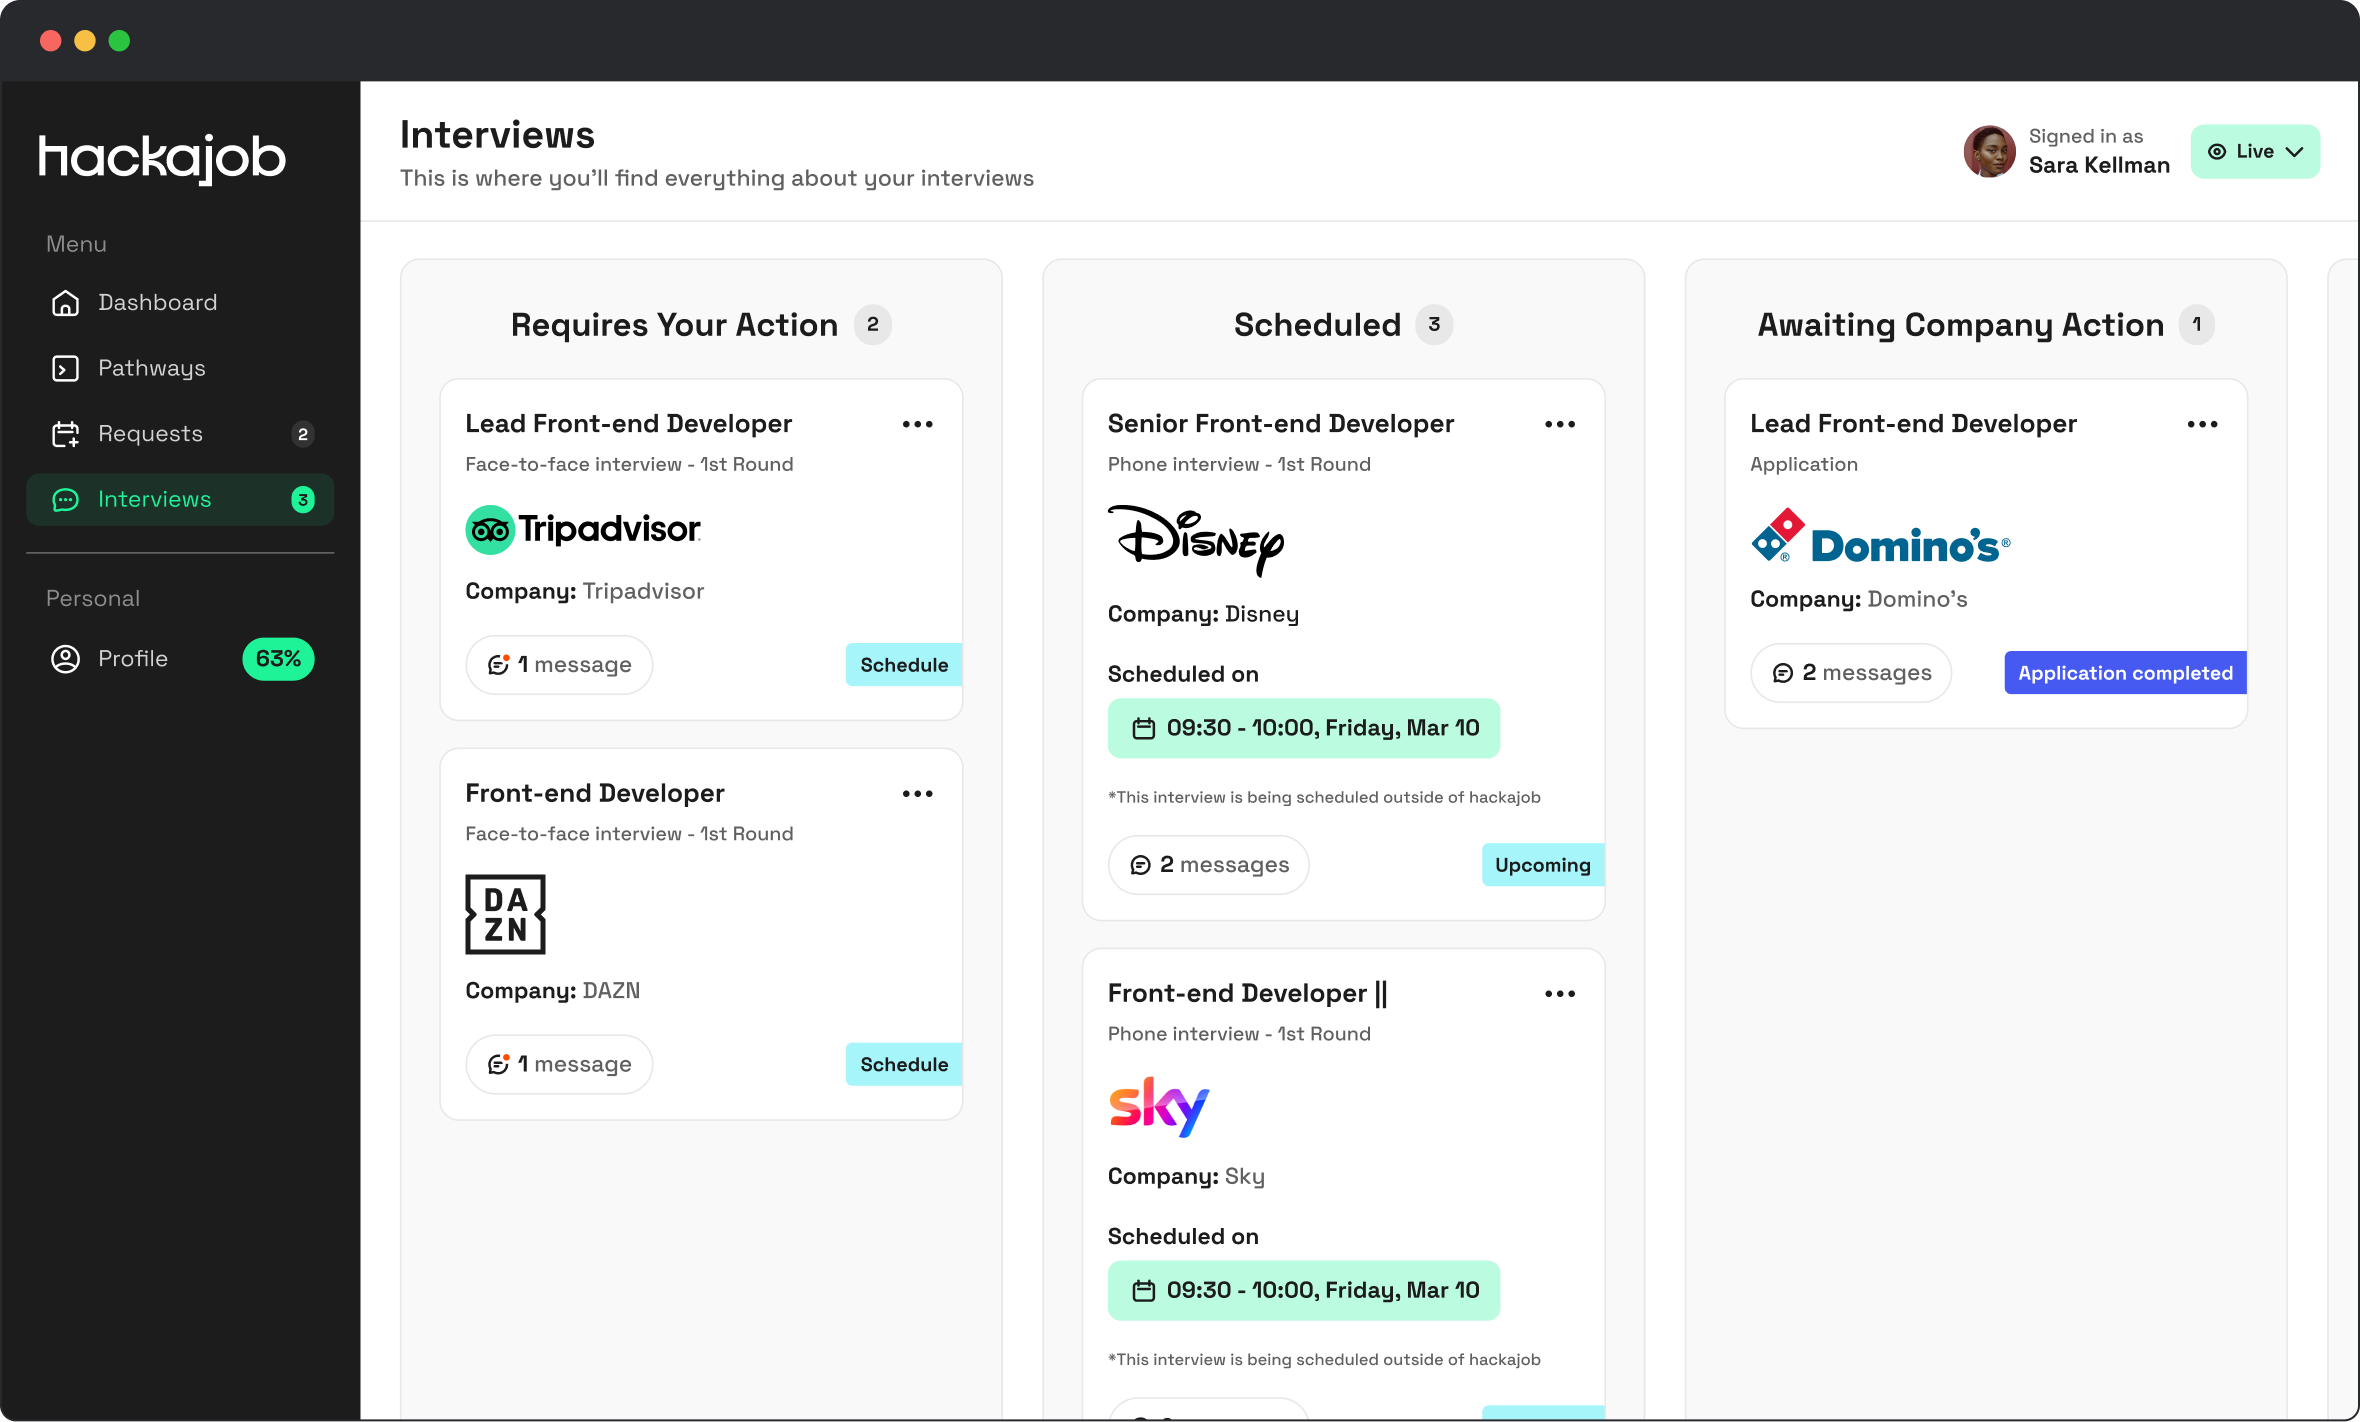 hackajob
Menu
Dashboard
Pathways
Requests 2
Interviews 3
Personal
Profile 63%
Interviews
This is where you'll find everything about your interviews
Signed in as
Sara Kellman
Live
Requires Your Action 2
Lead Front-end Developer
Face-to-face interview - 1st Round
Tripadvisor
Company: Tripadvisor
1 message
Schedule
Front-end Developer
Face-to-face interview - 1st Round
DA
ZN
Company: DAZN
1 message
Schedule
Scheduled 3
Senior Front-end Developer
Phone interview - 1st Round
Disney
Company: Disney
Scheduled on
09:30 - 10:00, Friday, Mar 10
*This interview is being scheduled outside of hackajob
2 messages
Upcoming
Front-end Developer ||
Phone interview - 1st Round
sky
Company: Sky
Scheduled on
09:30 - 10:00, Friday, Mar 10
*This interview is being scheduled outside of hackajob
Awaiting Company Action 1
Lead Front-end Developer
Application
Domino's®
Company: Domino's
2 messages
Application completed